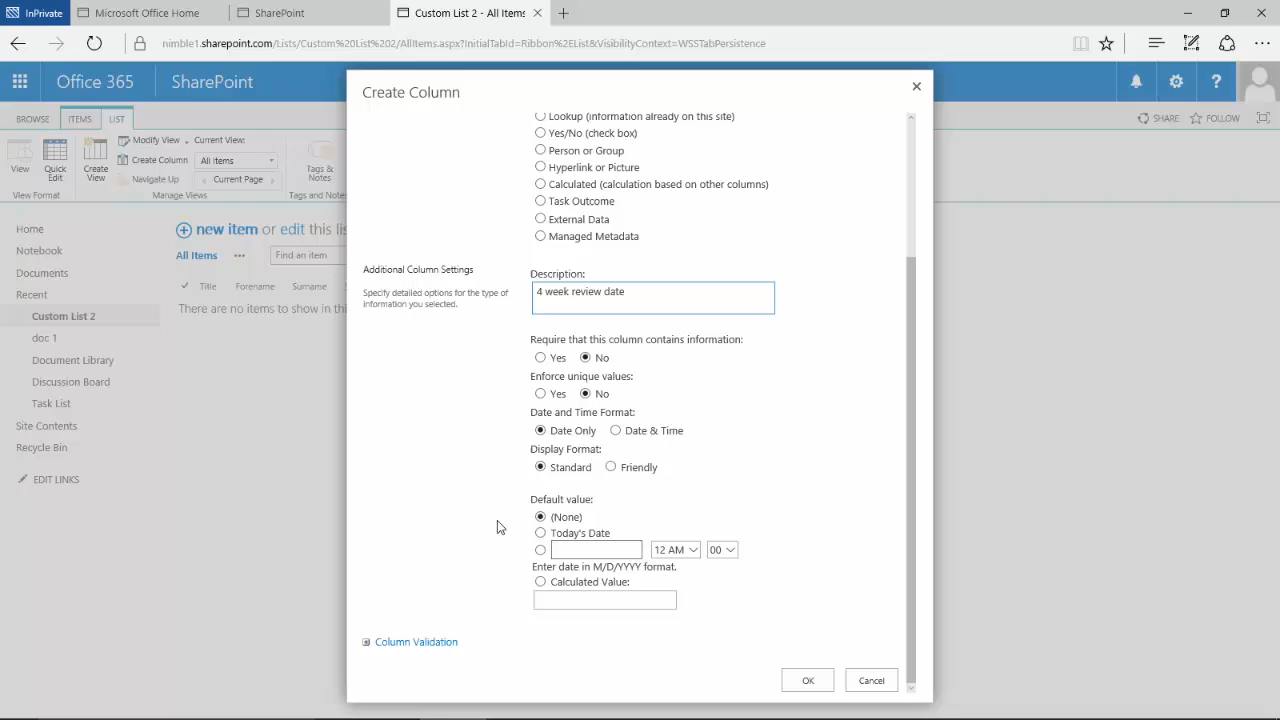 InPrivate
Microsoft Office Home
SharePoint
Custom List 2 - All Items
nimble1.sharepoint.com/Lists/Custom%20List%202/AllItems.aspx?InitialTabId=Ribbon%2EList&VisibilityContext=WSSTabPersistence
Office 365
SharePoint
BROWSE
ITEMS
LIST
SHARE
FOLLOW
View
Quick
Edit
Create
View
Modify View
Create Column
Navigate Up
Current View:
All Items
Current Page
Tags &
Notes
View Format
Manage Views
Tags and Note
Home
Notebook
Documents
Recent
Custom List 2
doc 1
Document Library
Discussion Board
Task List
Site Contents
Recycle Bin
EDIT LINKS
new item or edit this lis
All Items
Find an item
Title
Forename
Surname
There are no items to show in thi
Create Column
Lookup (information already on this site)
Yes/No (check box)
Person or Group
Hyperlink or Picture
Calculated (calculation based on other columns)
Task Outcome
External Data
Managed Metadata
Additional Column Settings
Specify detailed options for the type of
information you selected.
Description:
4 week review date
Require that this column contains information:
Yes No
Enforce unique values:
Yes No
Date and Time Format:
Date Only Date & Time
Display Format:
Standard Friendly
Default value:
(None)
Today's Date
12 AM 00
Enter date in M/D/YYYY format.
Calculated Value:
Column Validation
OK Cancel